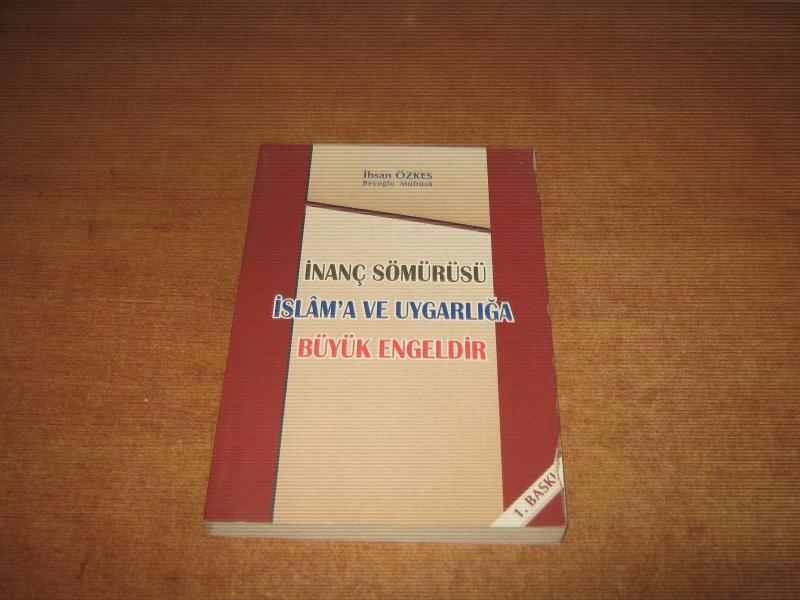 İhsan ÖZKES
Beyoğlu Müftüsü
İNANÇ SÖMÜRÜSÜ
İSLÂM'A VE UYGARLIĞA
BÜYÜK ENGELDİR
1. BASKI